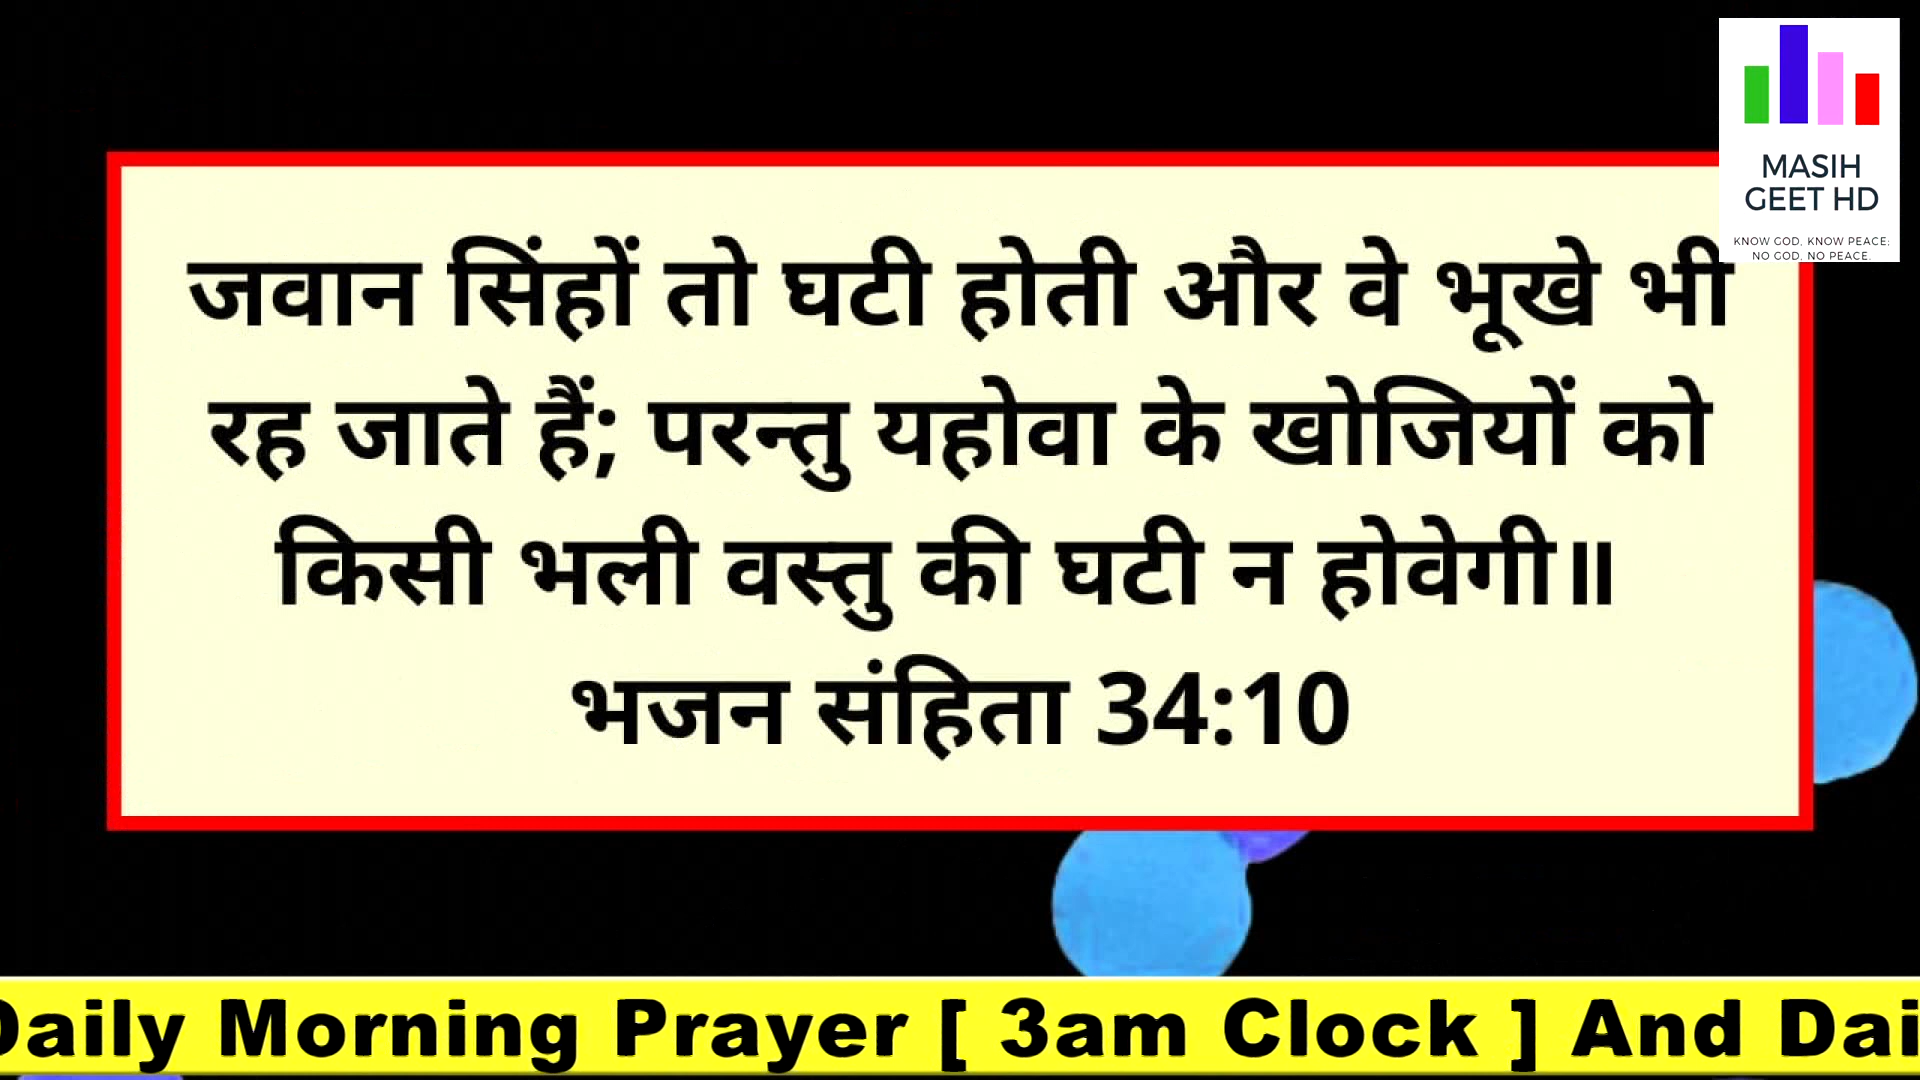 MASIH
GEET HD
KNOW GOD, KNOW PEACE;
NO GOD, NO PEACE.
जवान सिंहों तो घटी होती और वे भूखे भी
रह जाते हैं; परन्तु यहोवा के खोजियों को
किसी भली वस्तु की घटी न होवेगी॥
भजन संहिता 34:10
Daily Morning Prayer [ 3am Clock ] And Dai